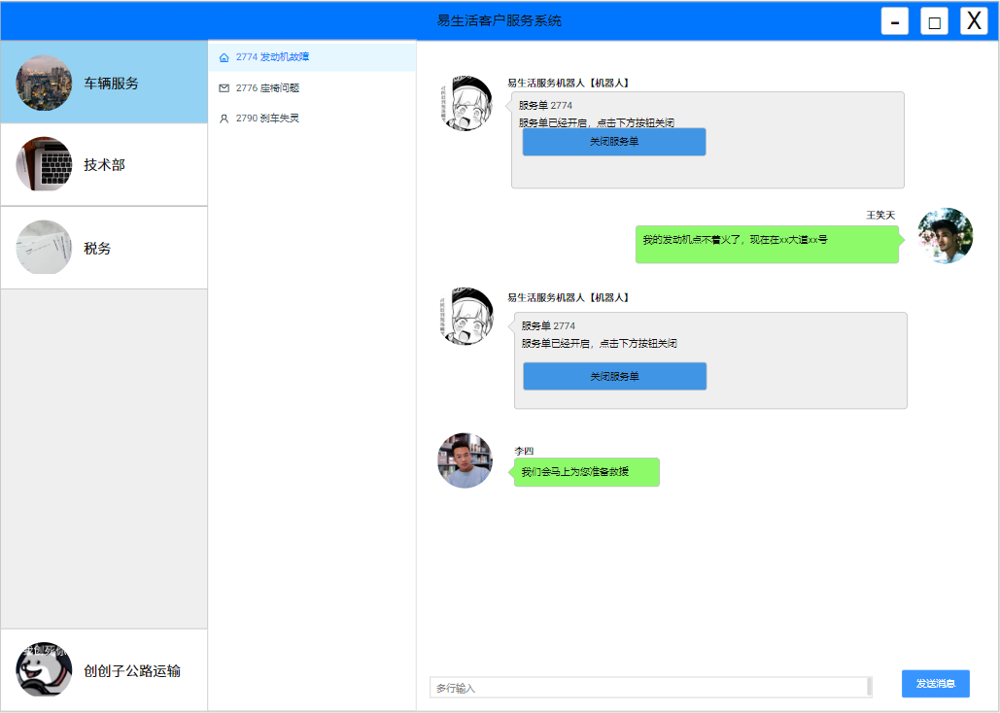 易生活客户服务系统
- □ X
车辆服务
技术部
税务
创创子公路运输
2774 发动机故障
2776 座椅问题
2790 刹车失灵
易生活服务机器人【机器人】
服务单 2774
服务单已经开启，点击下方按钮关闭
关闭服务单
王笑天
我的发动机点不着火了，现在在xx大道xx号
易生活服务机器人【机器人】
服务单 2774
服务单已经开启，点击下方按钮关闭
关闭服务单
李四
我们会马上为您准备救援
多行输入
发送消息